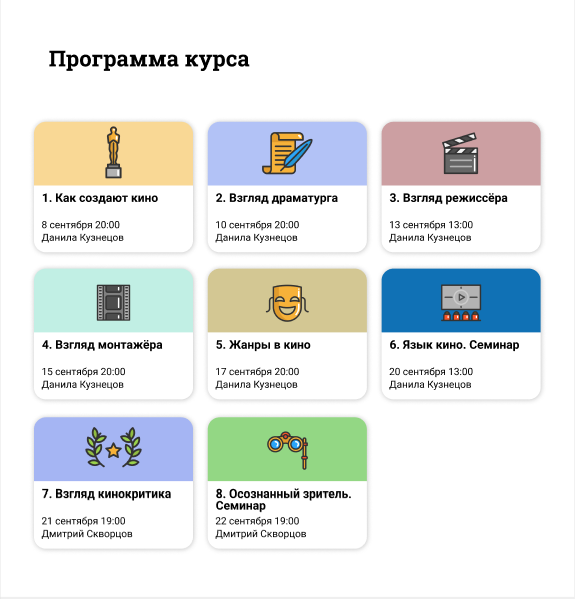 Программа курса
1. Как создают кино
8 сентября 20:00
Данила Кузнецов
2. Взгляд драматурга
10 сентября 20:00
Данила Кузнецов
3. Взгляд режиссёра
13 сентября 13:00
Данила Кузнецов
4. Взгляд монтажёра
15 сентября 20:00
Данила Кузнецов
5. Жанры в кино
17 сентября 20:00
Данила Кузнецов
6. Язык кино. Семинар
20 сентября 13:00
Данила Кузнецов
7. Взгляд кинокритика
21 сентября 19:00
Дмитрий Скворцов
8. Осознанный зритель.
Семинар
22 сентября 19:00
Дмитрий Скворцов